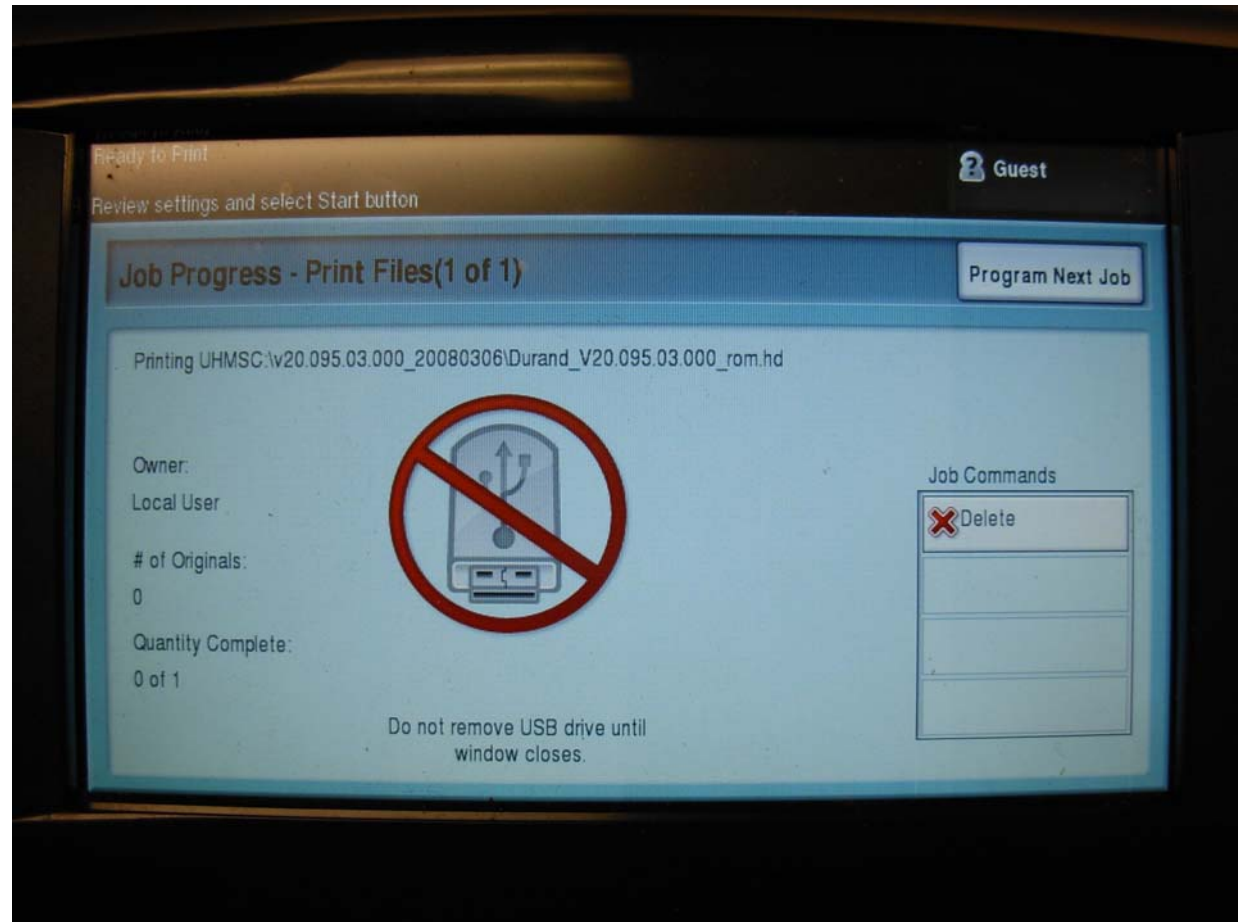 Ready to Print
Guest
Review settings and select Start button
Job Progress - Print Files(1 of 1)
Program Next Job
Printing UHMSC:\v20.095.03.000_20080306\Durand_V20.095.03.000_rom.hd
Owner:
Local User
# of Originals:
0
Quantity Complete:
0 of 1
Do not remove USB drive until
window closes.
Job Commands
Delete